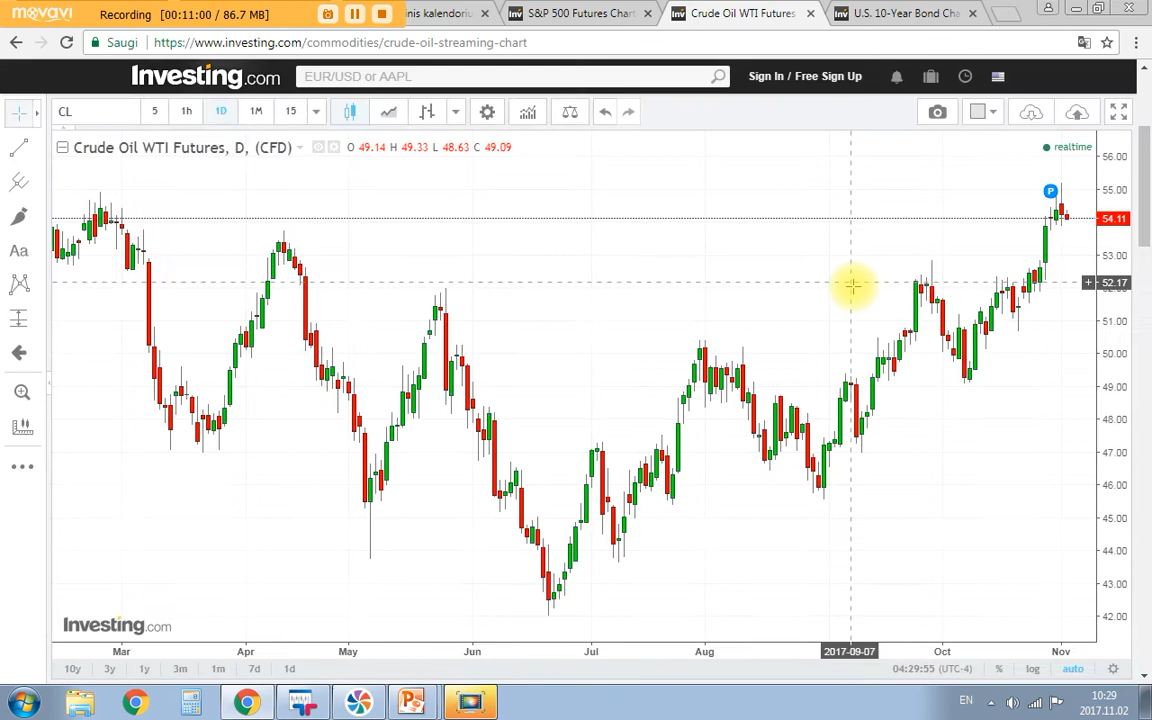 movavi Recording 00:11:00 / 86.7 MB
nis kalendoriu
S&P 500 Futures Chart
Crude Oil WTI Futures
U.S. 10-Year Bond Cha
Saugi https://www.investing.com/commodities/crude-oil-streaming-chart
Investing.com EUR/USD or AAPL Sign In / Free Sign Up
CL 5 1h 1D 1M 15
Crude Oil WTI Futures, D, (CFD) O 49.14 H 49.33 L 48.63 C 49.09
realtime
P
Aa
56.00
55.00
54.11
53.00
52.17
51.00
50.00
49.00
48.00
47.00
46.00
45.00
44.00
43.00
42.00
Investing.com
Mar Apr May Jun Jul Aug 2017-09-07 Oct Nov
10y 3y 1y 3m 1m 7d 1d 04:29:55 (UTC-4) % log auto
EN 10:29
2017.11.02